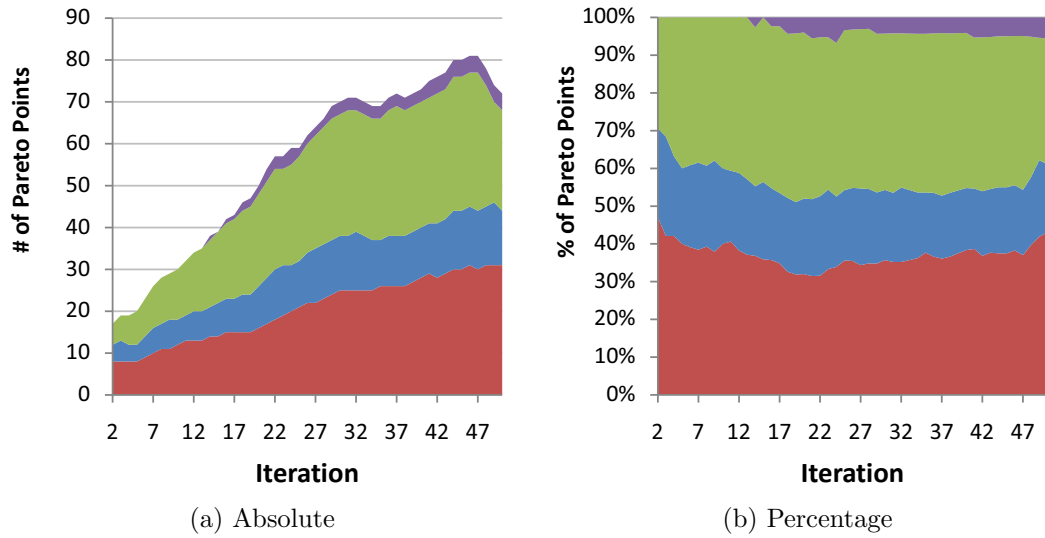 # of Pareto Points
90
80
70
60
50
40
30
20
10
0
2 7 12 17 22 27 32 37 42 47
Iteration
(a) Absolute
% of Pareto Points
100%
90%
80%
70%
60%
50%
40%
30%
20%
10%
0%
2 7 12 17 22 27 32 37 42 47
Iteration
(b) Percentage